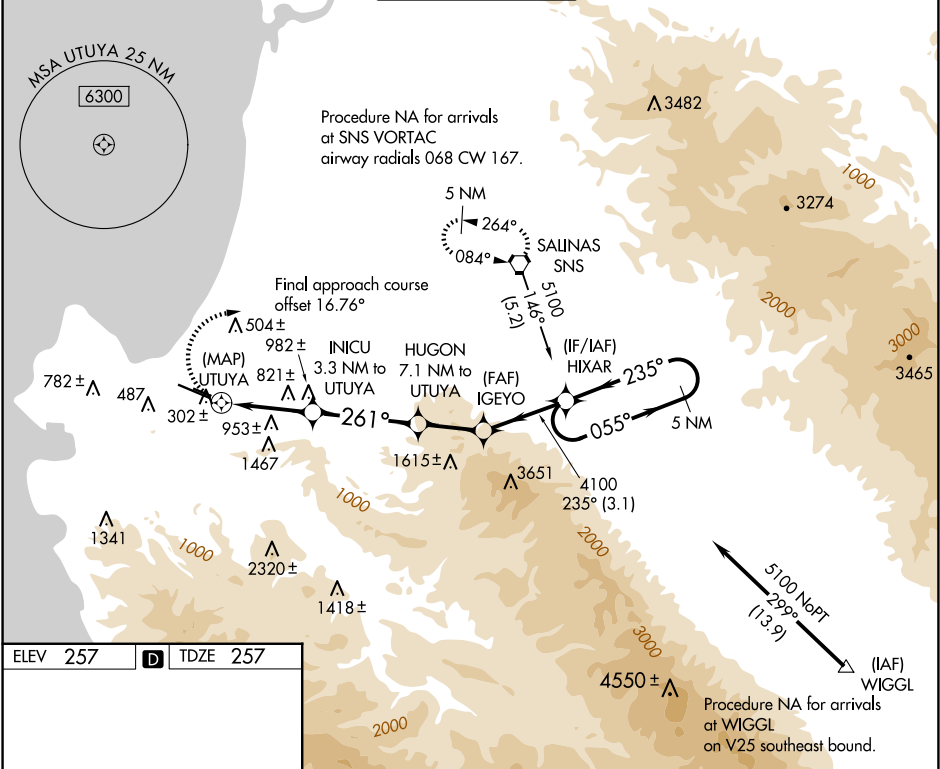 MSA UTUYA 25 NM
6300
Procedure NA for arrivals
at SNS VORTAC
airway radials 068 CW 167.
3482
1000
3274
5 NM
264°
084°
SALINAS
SNS
5100
146°
(5.2)
2000
3000
3465
Final approach course
offset 16.76°
504±
982±
(MAP)
UTUYA
821±
INICU
3.3 NM to
UTUYA
HUGON
7.1 NM to
UTUYA
(FAF)
IGEYO
(IF/IAF)
HIXAR
235°
055°
5 NM
782±
487
302±
953±
1467
261°
1615±
3651
4100
235° (3.1)
1000
2000
1341
1000
2320±
1418±
5100 NoPT
299°
(13.9)
(IAF)
WIGGL
3000
4550±
Procedure NA for arrivals
at WIGGL
on V25 southeast bound.
2000
ELEV 257 D TDZE 257